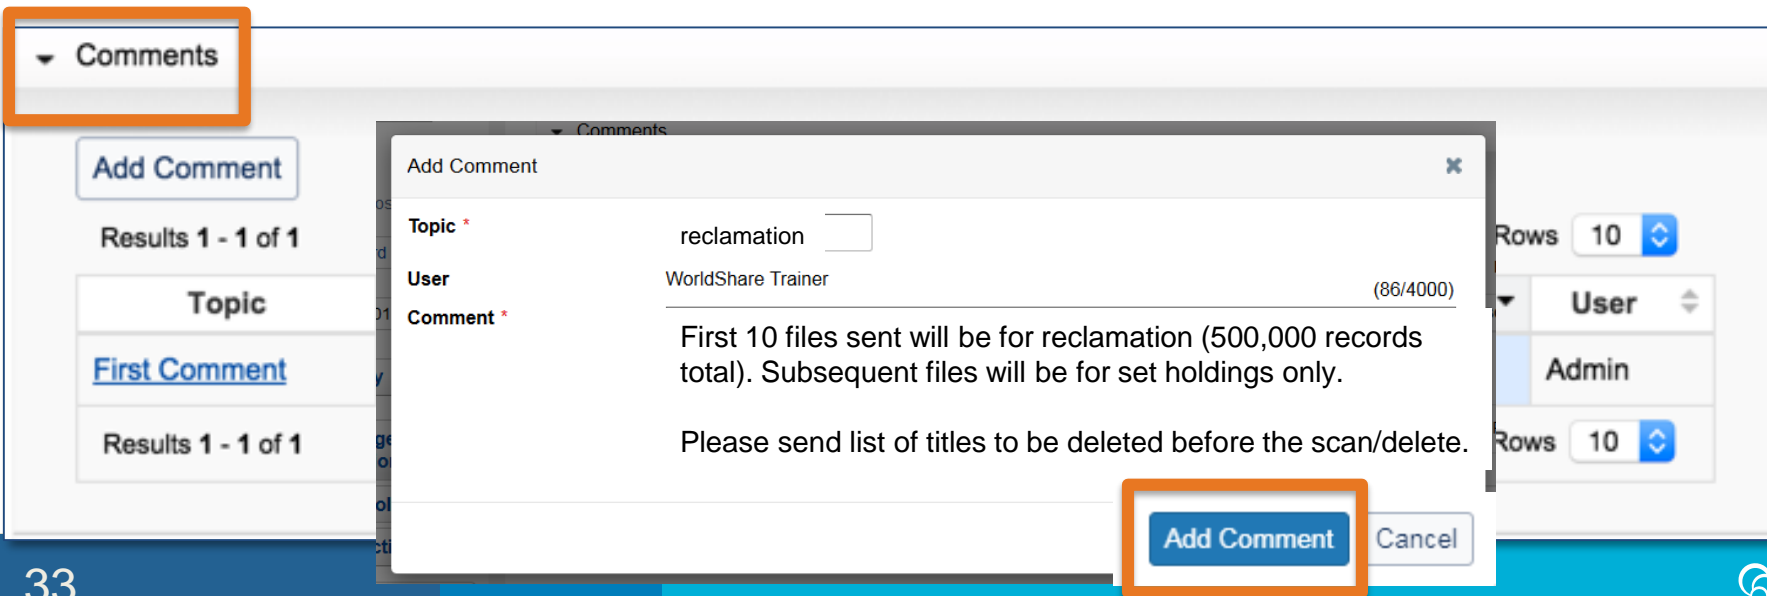 Comments
Add Comment
Results 1 - 1 of 1
Topic
First Comment
Results 1 - 1 of 1
Comments
Add Comment
Topic *
reclamation
User
WorldShare Trainer
(86/4000)
Comment *
First 10 files sent will be for reclamation (500,000 records
total). Subsequent files will be for set holdings only.
Please send list of titles to be deleted before the scan/delete.
Add Comment
Cancel
Rows 10
User
Admin
Rows 10
33